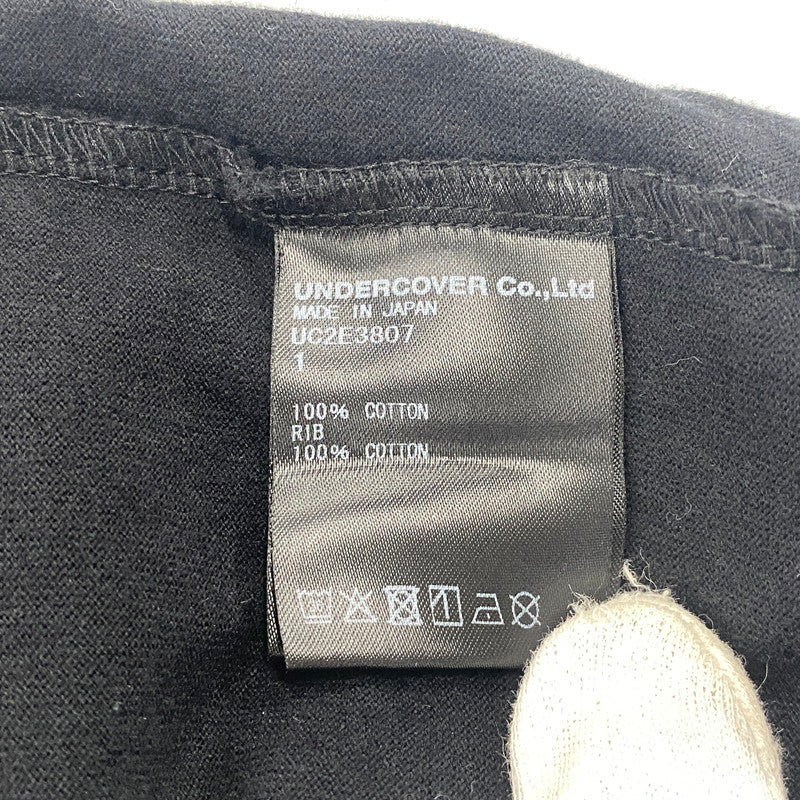 UNDERCOVER Co.,Ltd
MADE IN JAPAN
UC2E3807
1
100% COTTON
RIB
100% COTTON